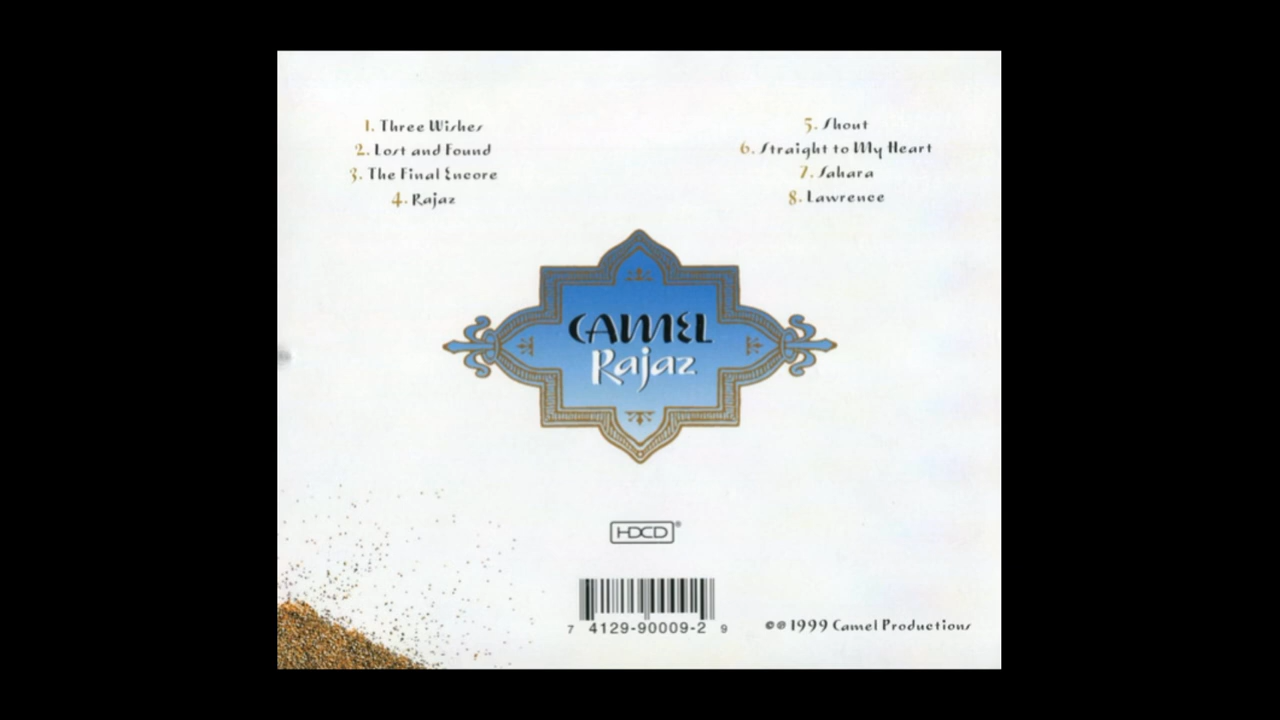 1. Three Wishes
2. Lost and Found
3. The Final Encore
4. Rajaz
5. Shout
6. Straight to My Heart
7. Sahara
8. Lawrence
CAMEL
Rajaz
HDCD®
7 4129-90009-2 9
©℗ 1999 Camel Productions